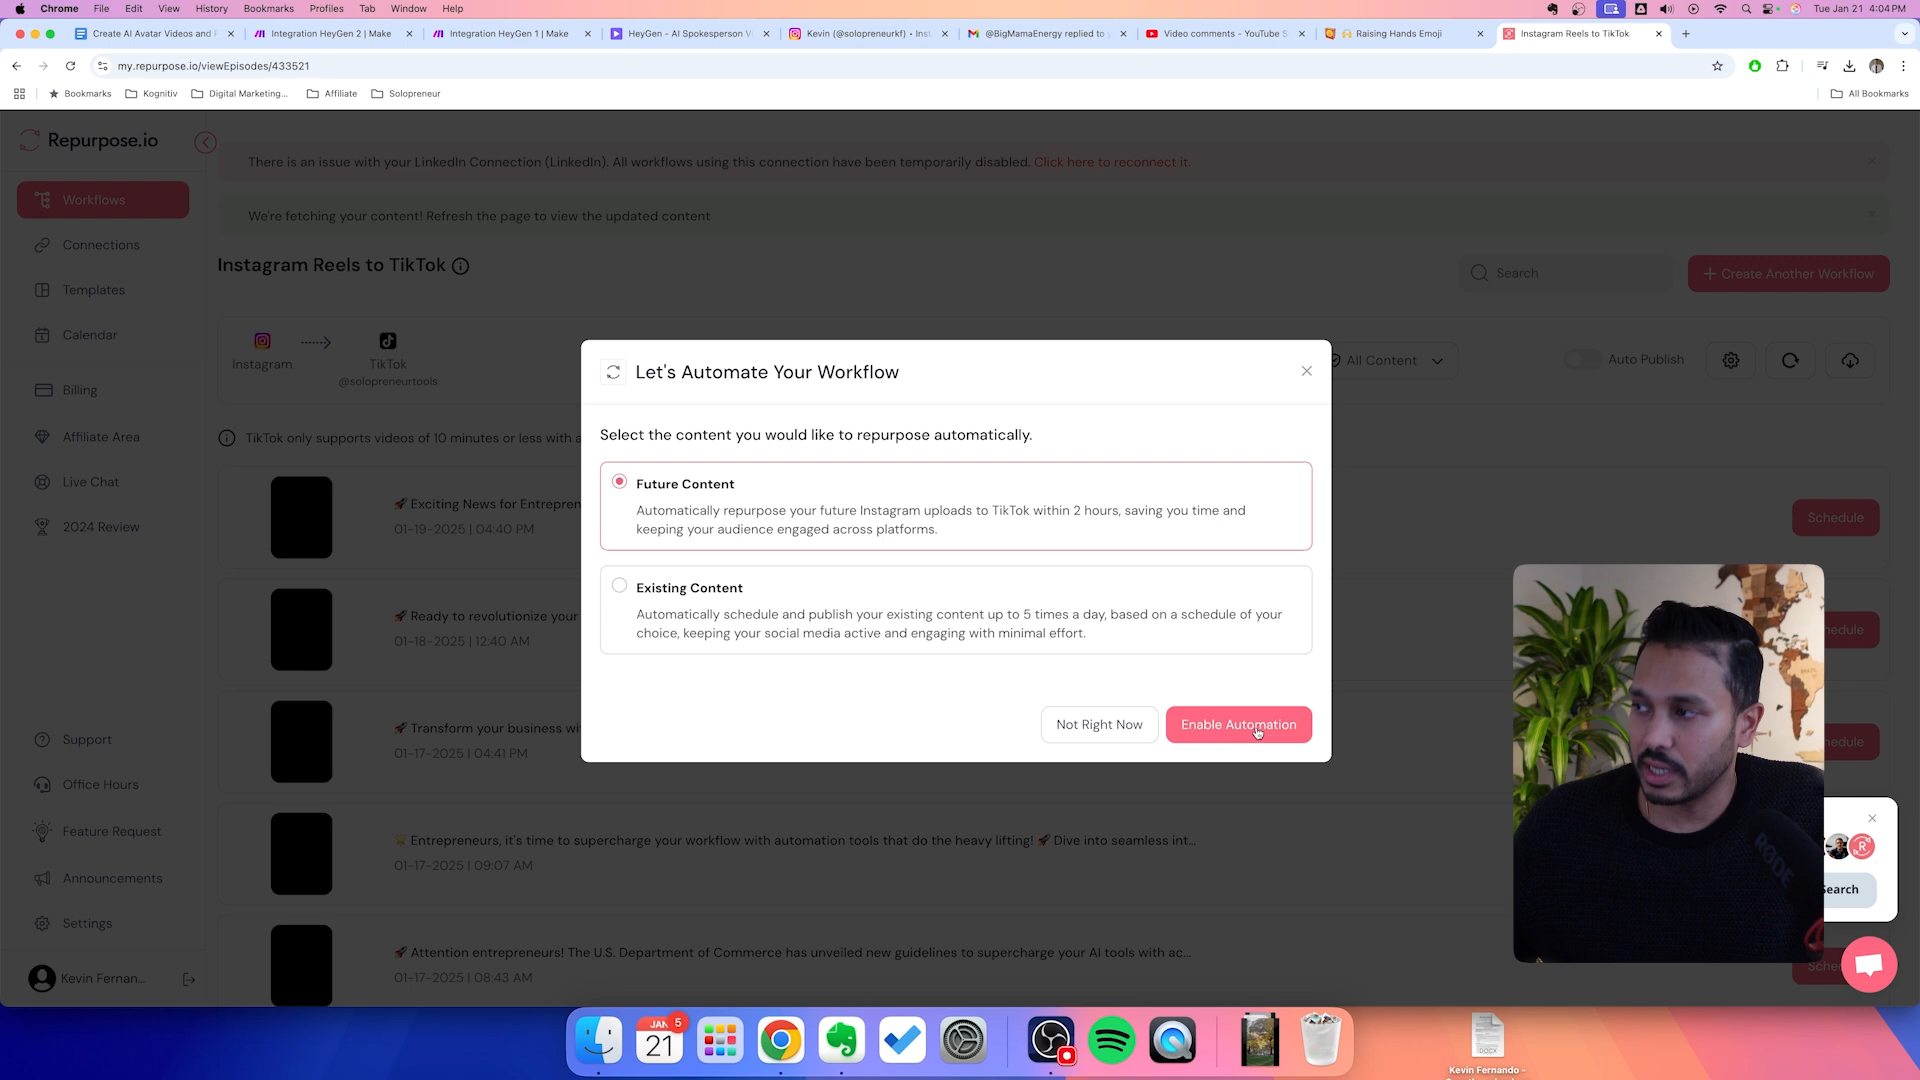 Chrome File Edit View History Bookmarks Profiles Tab Window Help
Tue Jan 21 4:04 PM
Create AI Avatar Videos and
Integration HeyGen 2 | Make
Integration HeyGen 1 | Make
HeyGen - AI Spokesperson V
Kevin (@solopreneurkf) • Inst
@BigMamaEnergy replied to y
Video comments - YouTube S
🙌 Raising Hands Emoji
Instagram Reels to TikTok
my.repurpose.io/viewEpisodes/433521
Bookmarks
Kognitiv
Digital Marketing...
Affiliate
Solopreneur
All Bookmarks
Repurpose.io
There is an issue with your LinkedIn Connection (LinkedIn). All workflows using this connection have been temporarily disabled. Click here to reconnect it.
Workflows
We're fetching your content! Refresh the page to view the updated content
Connections
Instagram Reels to TikTok
Search
+ Create Another Workflow
Templates
Calendar
Instagram
TikTok
@solopreneurtools
All Content
Auto Publish
Billing
Affiliate Area
Live Chat
2024 Review
TikTok only supports videos of 10 minutes or less with a
Let's Automate Your Workflow
Select the content you would like to repurpose automatically.
Future Content
Automatically repurpose your future Instagram uploads to TikTok within 2 hours, saving you time and
keeping your audience engaged across platforms.
Existing Content
Automatically schedule and publish your existing content up to 5 times a day, based on a schedule of your
choice, keeping your social media active and engaging with minimal effort.
Not Right Now
Enable Automation
🚀 Exciting News for Entrepren
01-19-2025 | 04:40 PM
Schedule
🚀 Ready to revolutionize your
01-18-2025 | 12:40 AM
hedule
🚀 Transform your business wi
01-17-2025 | 04:41 PM
hedule
Entrepreneurs, it's time to supercharge your workflow with automation tools that do the heavy lifting! 🚀 Dive into seamless int...
01-17-2025 | 09:07 AM
🚀 Attention entrepreneurs! The U.S. Department of Commerce has unveiled new guidelines to supercharge your AI tools with ac...
01-17-2025 | 08:43 AM
Sched
Support
Office Hours
Feature Request
Announcements
Settings
Kevin Fernan...
Search
R
RØDE
JAN
5
21
DOCX
Kevin Fernando -